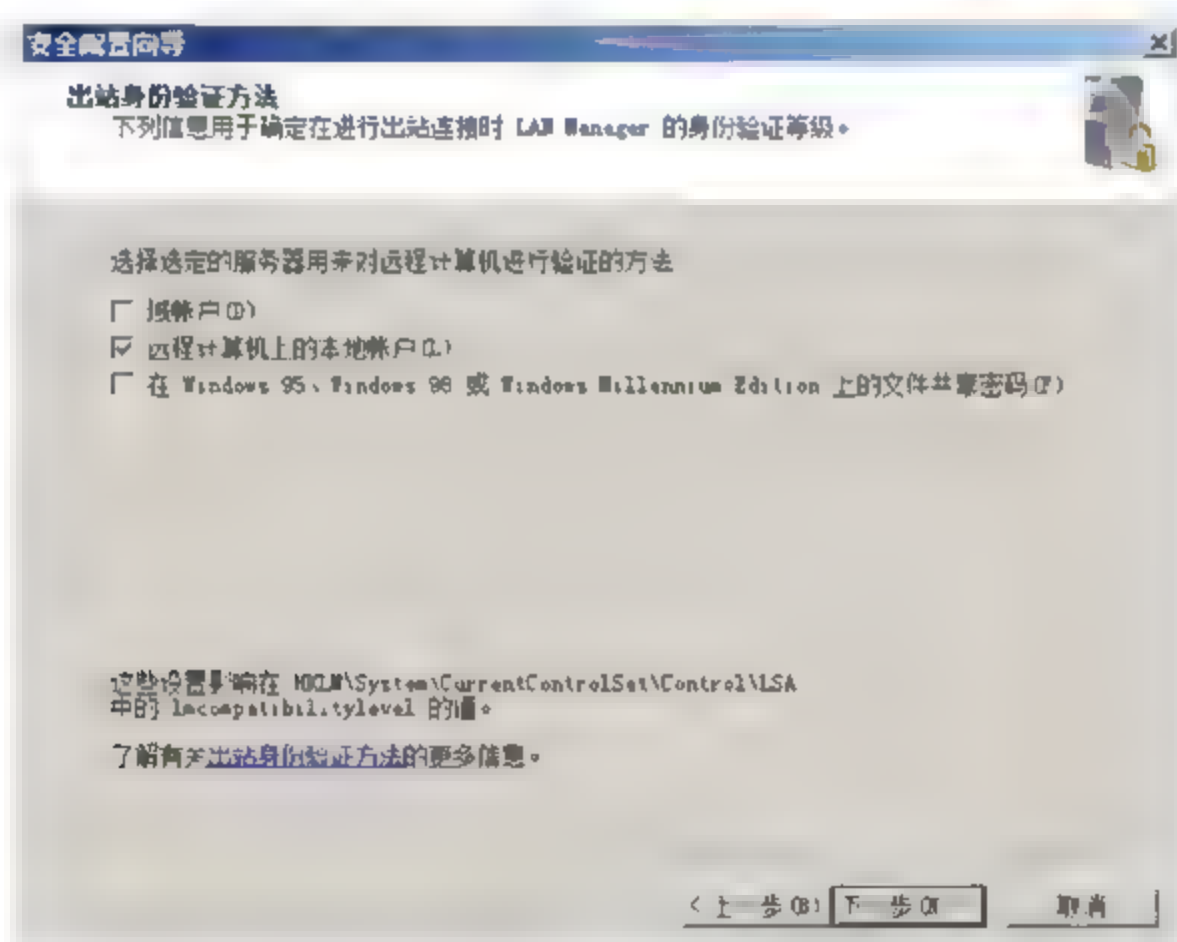 安全配置向导
出站身份验证方法
下列信息用于确定在进行出站连接时 LAN Manager 的身份验证等级。
选择选定的服务器用来对远程计算机进行验证的方法
域帐户(D)
远程计算机上的本地帐户(L)
在 Windows 95、Windows 98 或 Windows Millennium Edition 上的文件共享密码(F)
这些设置影响在 HKLM\System\CurrentControlSet\Control\LSA
中的 lmcompatibilitylevel 的值。
了解有关出站身份验证方法的更多信息。
< 上一步(B) 下一步(N) 取消